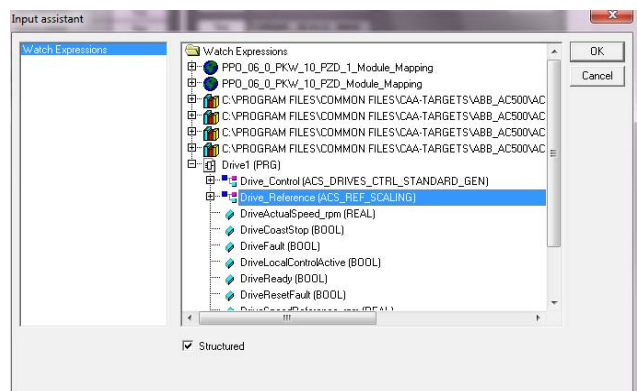 Input assistant
Watch Expressions
Watch Expressions
PPO_06_0_PKW_10_PZD_1_Module_Mapping
PPO_06_0_PKW_10_PZD_Module_Mapping
C:\PROGRAM FILES\COMMON FILES\CAA-TARGETS\ABB_AC500\AC
C:\PROGRAM FILES\COMMON FILES\CAA-TARGETS\ABB_AC500\AC
C:\PROGRAM FILES\COMMON FILES\CAA-TARGETS\ABB_AC500\AC
C:\PROGRAM FILES\COMMON FILES\CAA-TARGETS\ABB_AC500\AC
Drive1 (PRG)
Drive_Control (ACS_DRIVES_CTRL_STANDARD_GEN)
Drive_Reference (ACS_REF_SCALING)
DriveActualSpeed_rpm (REAL)
DriveCoastStop (BOOL)
DriveFault (BOOL)
DriveLocalControlActive (BOOL)
DriveReady (BOOL)
DriveResetFault (BOOL)
DriveSpeedReference_rpm (REAL)
Structured
OK
Cancel